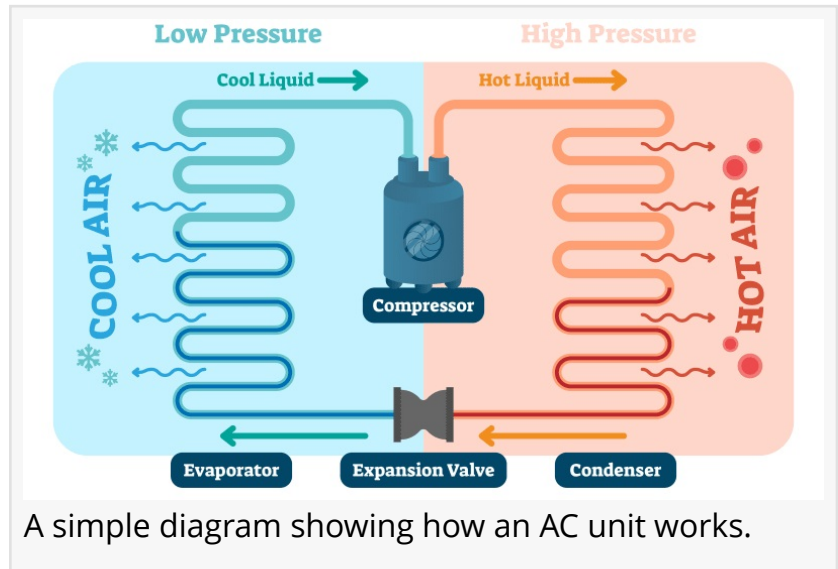 Low Pressure
High Pressure
Cool Liquid
Hot Liquid
COOL AIR
HOT AIR
Compressor
Evaporator
Expansion Valve
Condenser
A simple diagram showing how an AC unit works.